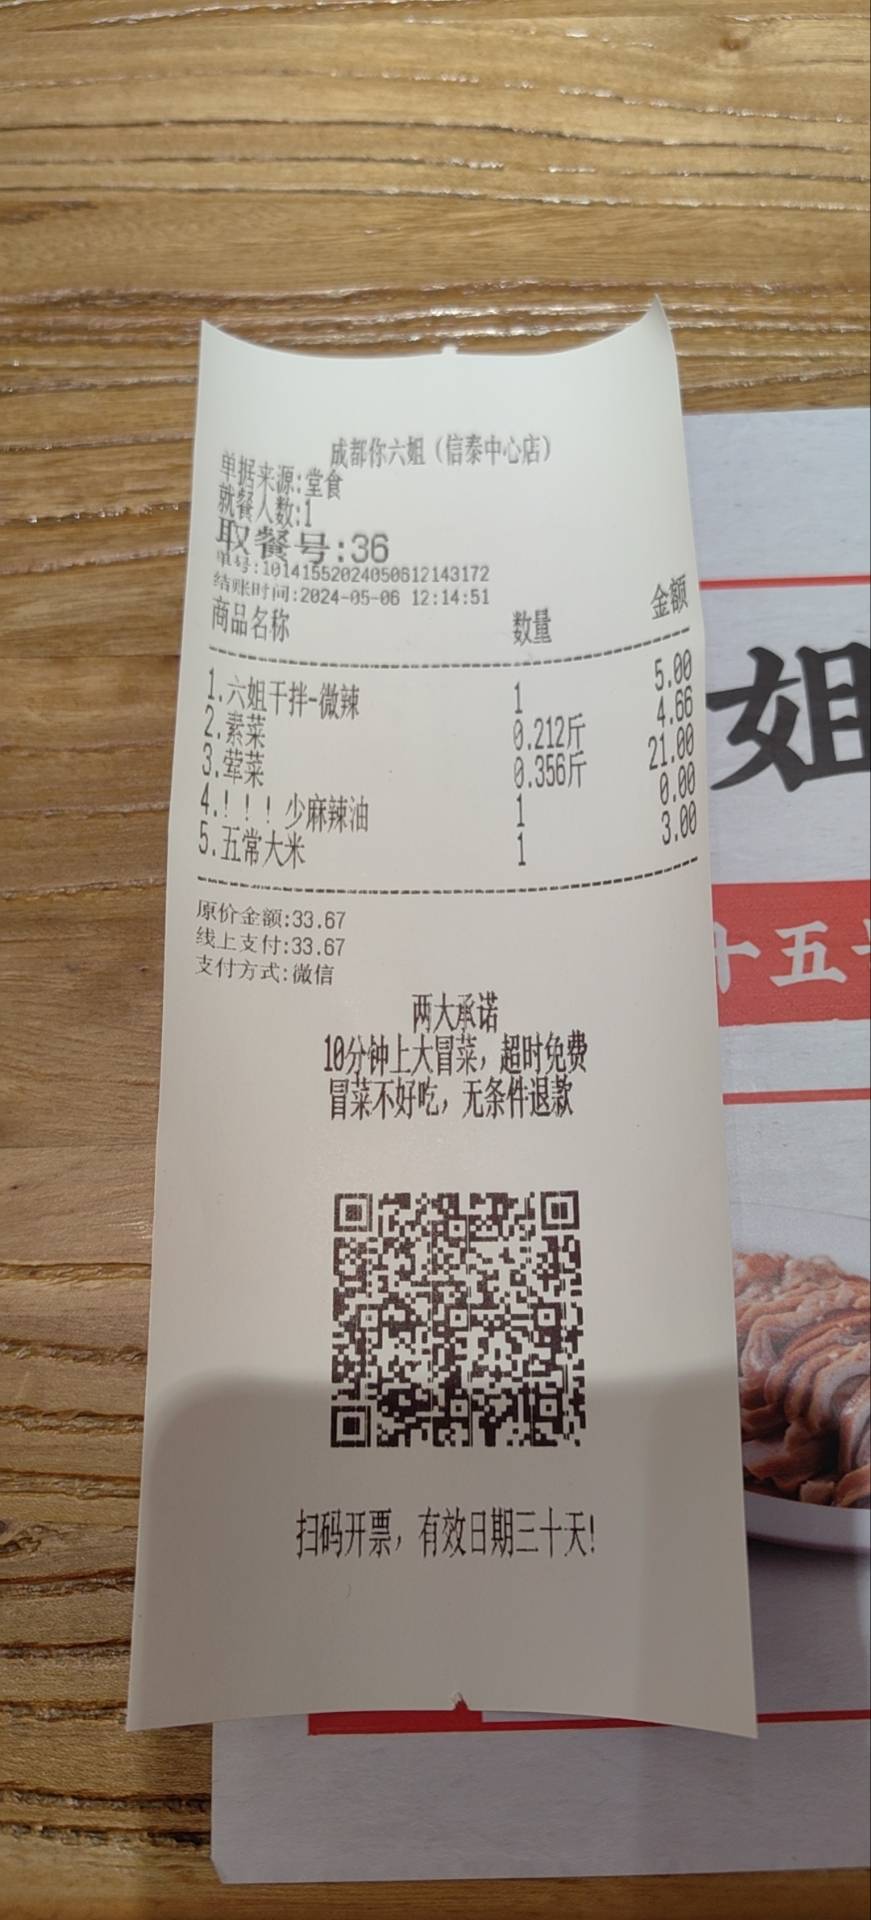 成都你六姐（信泰中心店）
单据来源:堂食
就餐人数:1
取餐号:36
单号:10141552024050612143172
结账时间:2024-05-06 12:14:51
商品名称 数量 金额
1.六姐干拌-微辣 1 5.00
2.素菜 0.212斤 4.66
3.荤菜 0.356斤 21.00
4.！！！少麻辣油 1 0.00
5.五常大米 1 3.00
原价金额:33.67
线上支付:33.67
支付方式:微信
两大承诺
10分钟上大冒菜，超时免费
冒菜不好吃，无条件退款
扫码开票，有效日期三十天！
姐
十五